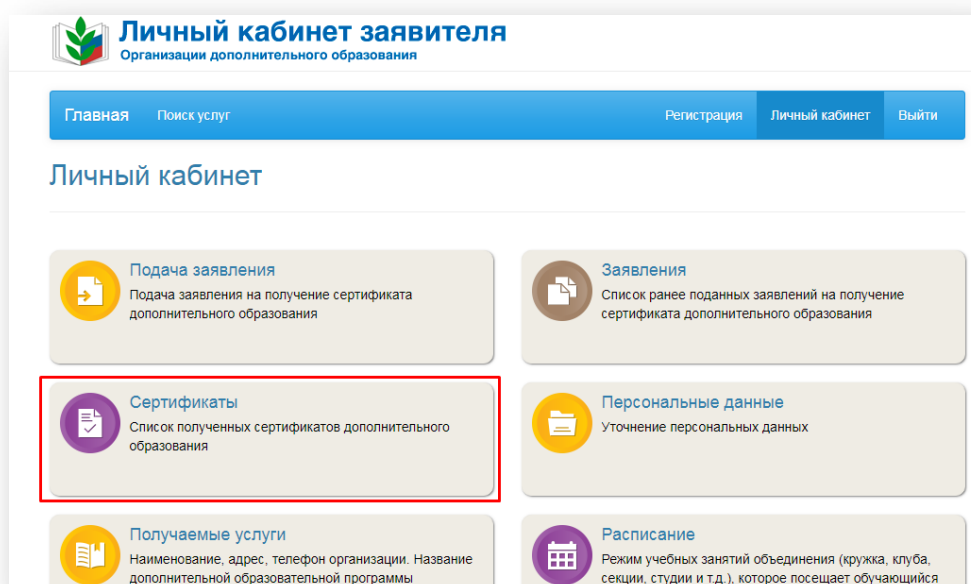 Личный кабинет заявителя
Организации дополнительного образования
Главная Поиск услуг Регистрация Личный кабинет Выйти
Личный кабинет
Подача заявления
Подача заявления на получение сертификата
дополнительного образования
Заявления
Список ранее поданных заявлений на получение
сертификата дополнительного образования
Сертификаты
Список полученных сертификатов дополнительного
образования
Персональные данные
Уточнение персональных данных
Получаемые услуги
Наименование, адрес, телефон организации. Название
дополнительной образовательной программы
Расписание
Режим учебных занятий объединения (кружка, клуба,
секции, студии и т.д.), которое посещает обучающийся